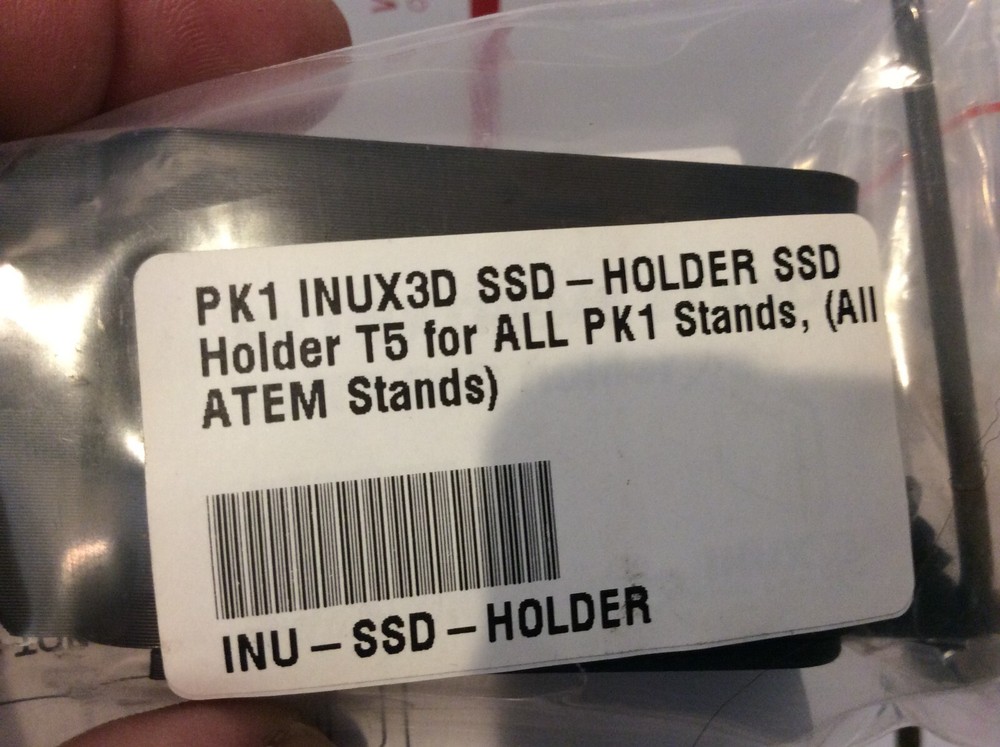 PK1 INUX3D SSD-HOLDER SSD
Holder T5 for ALL PK1 Stands, (All
ATEM Stands)
INU-SSD-HOLDER